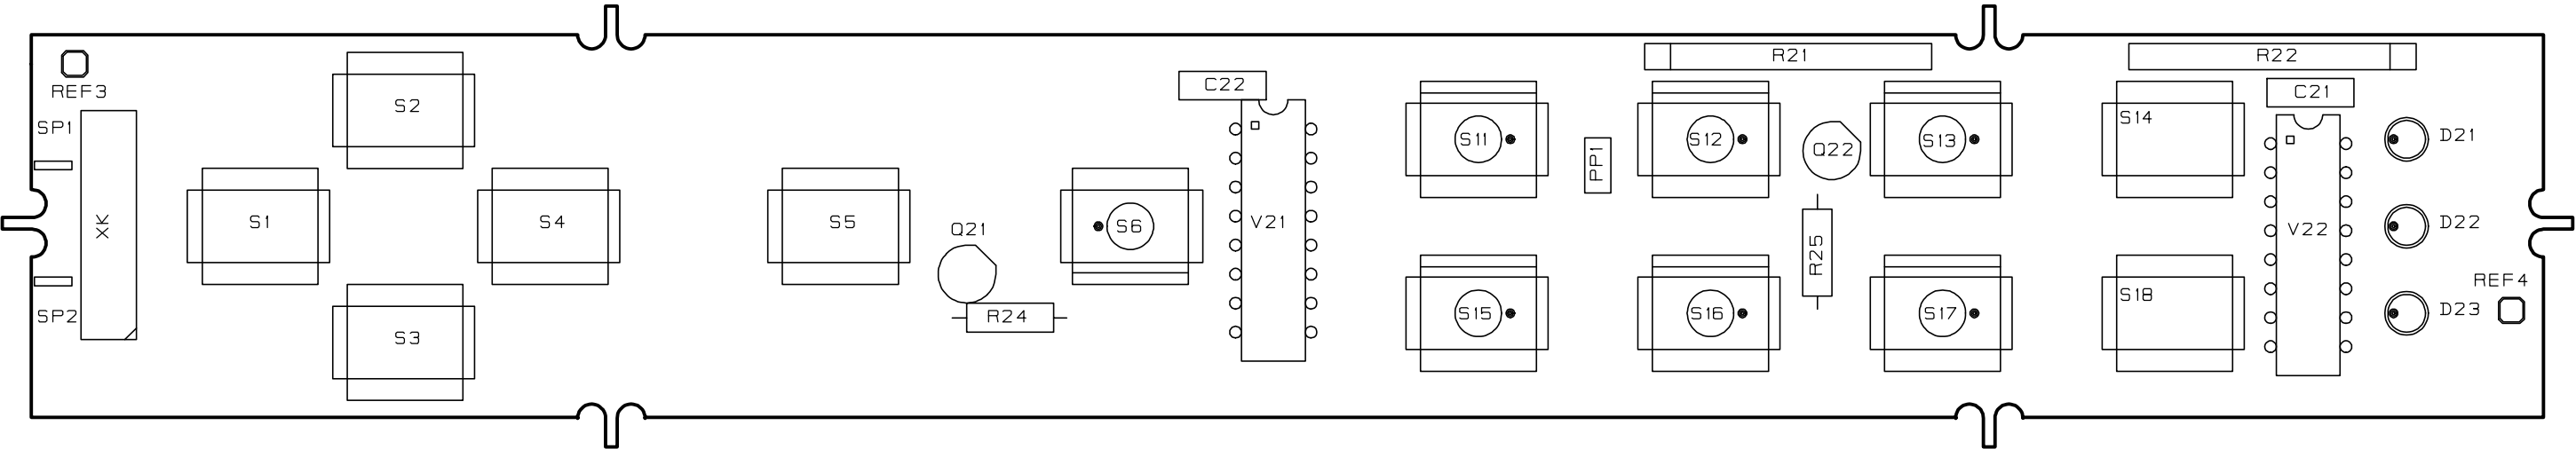 REF3
SP1
XK
SP2
S1
S2
S3
S4
S5
Q21
R24
S6
C22
V21
S11
S15
PP1
R21
S12
S16
Q22
R25
S13
S17
R22
S14
S18
C21
V22
D21
D22
D23
REF4